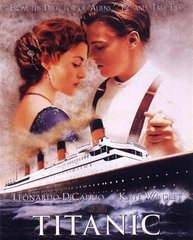 FROM THE DIRECTOR OF 'ALIENS', 'T2' AND 'TRUE LIES'
LEONARDO DICAPRIO KATE WINSLET
TITANIC